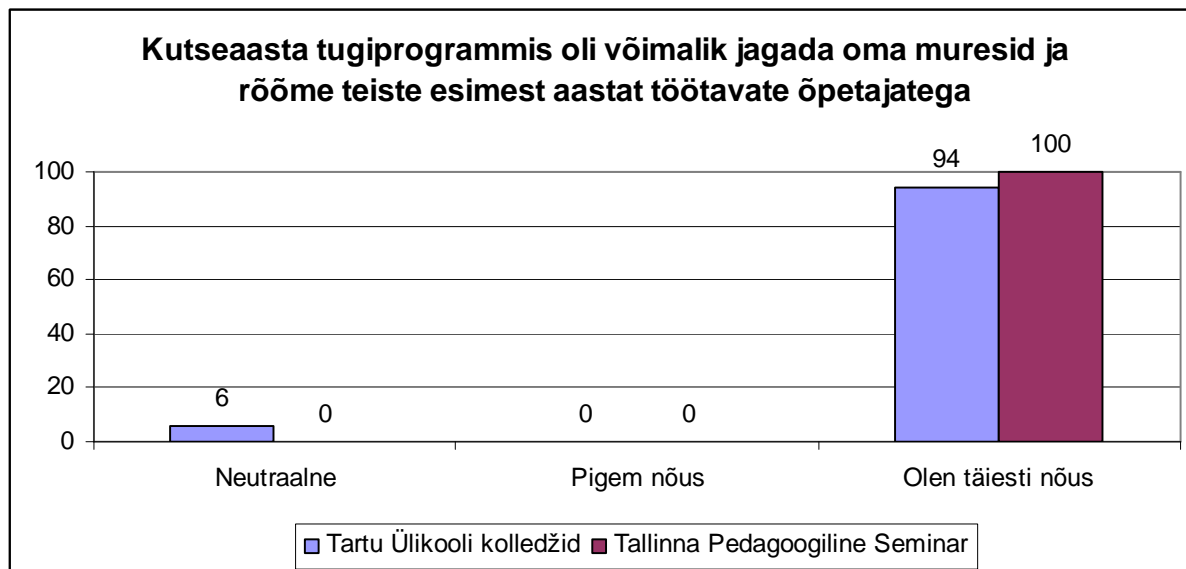 Kutseaasta tugiprogrammis oli võimalik jagada oma muresid ja
rõõme teiste esimest aastat töötavate õpetajatega
100
80
60
40
20
0
6
0
0
0
94
100
Neutraalne
Pigem nõus
Olen täiesti nõus
Tartu Ülikooli kolledžid
Tallinna Pedagoogiline Seminar